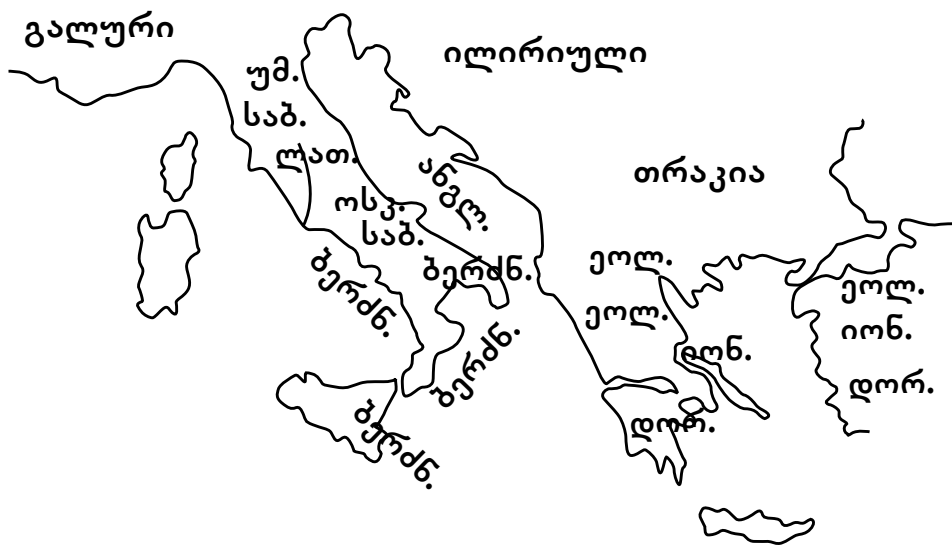 გალური
ილირიული
უმ.
საბ.
ლათ.
ანგლ.
თრაკია
ოსკ.
საბ.
ბერძნ.
ბერძნ.
ეოლ.
ეოლ.
ეოლ.
იონ.
იონ.
ბერძნ.
დორ.
ბერძნ.
დორ.